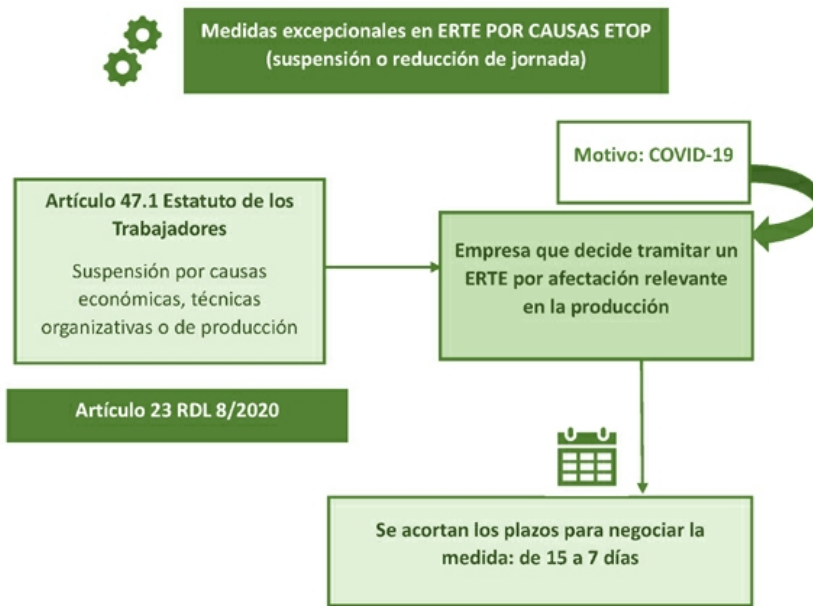 Medidas excepcionales en ERTE POR CAUSAS ETOP
(suspensión o reducción de jornada)
Motivo: COVID-19
Artículo 47.1 Estatuto de los
Trabajadores
Suspensión por causas
económicas, técnicas
organizativas o de producción
Empresa que decide tramitar un
ERTE por afectación relevante
en la producción
Artículo 23 RDL 8/2020
Se acortan los plazos para negociar la
medida: de 15 a 7 días